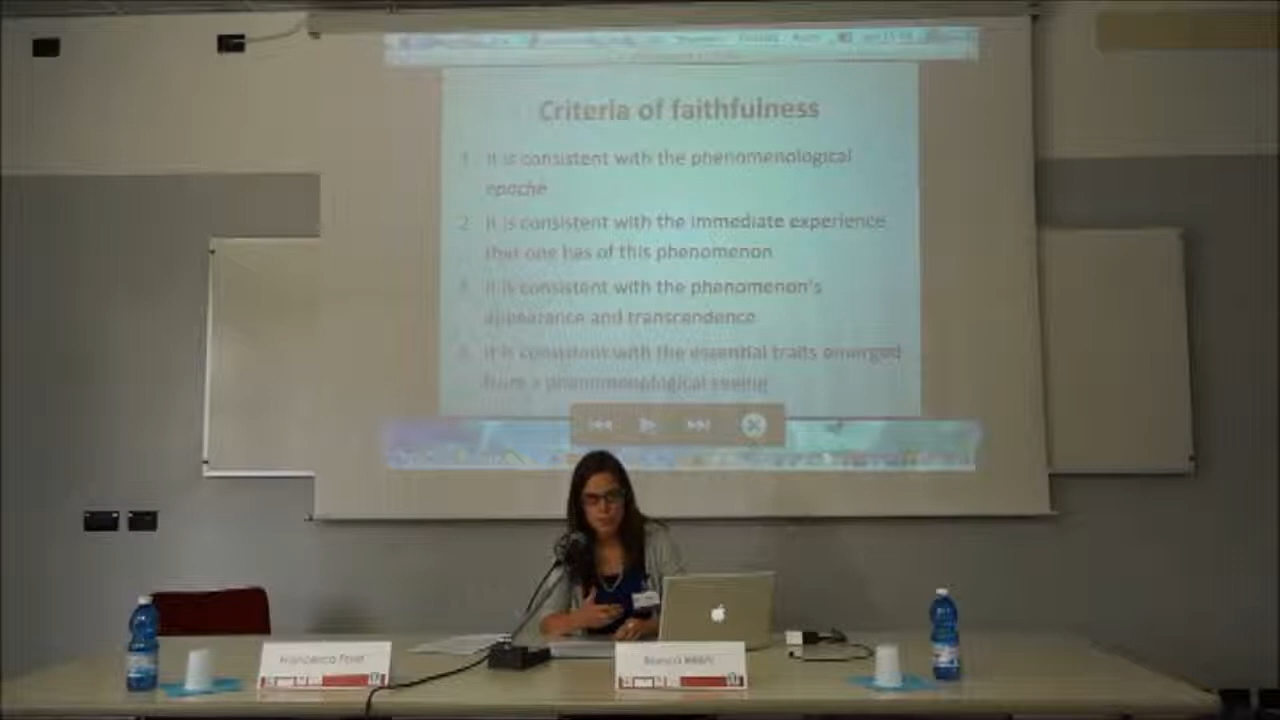 Criteria of faithfulness
1. It is consistent with the phenomenological
epoche
2. It is consistent with the immediate experience
that one has of this phenomenon
3. It is consistent with the phenomenon's
appearance and transcendence
4. It is consistent with the essential traits emerged
from a phenomenological seeing
Francesca